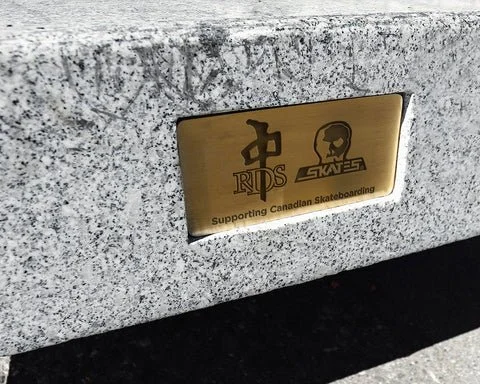 中
RDS
SKATES
Supporting Canadian Skateboarding